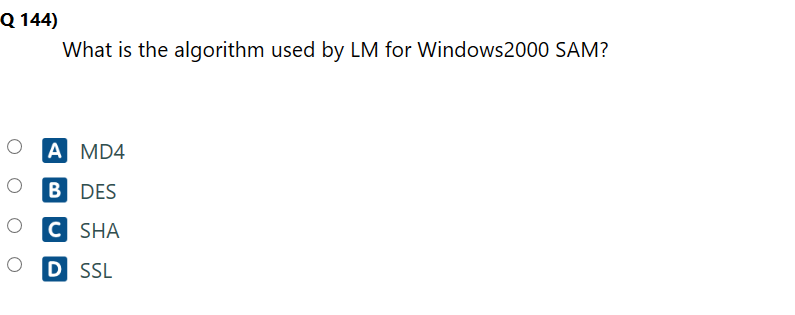 Q 144)
What is the algorithm used by LM for Windows2000 SAM?
A MD4
B DES
C SHA
D SSL